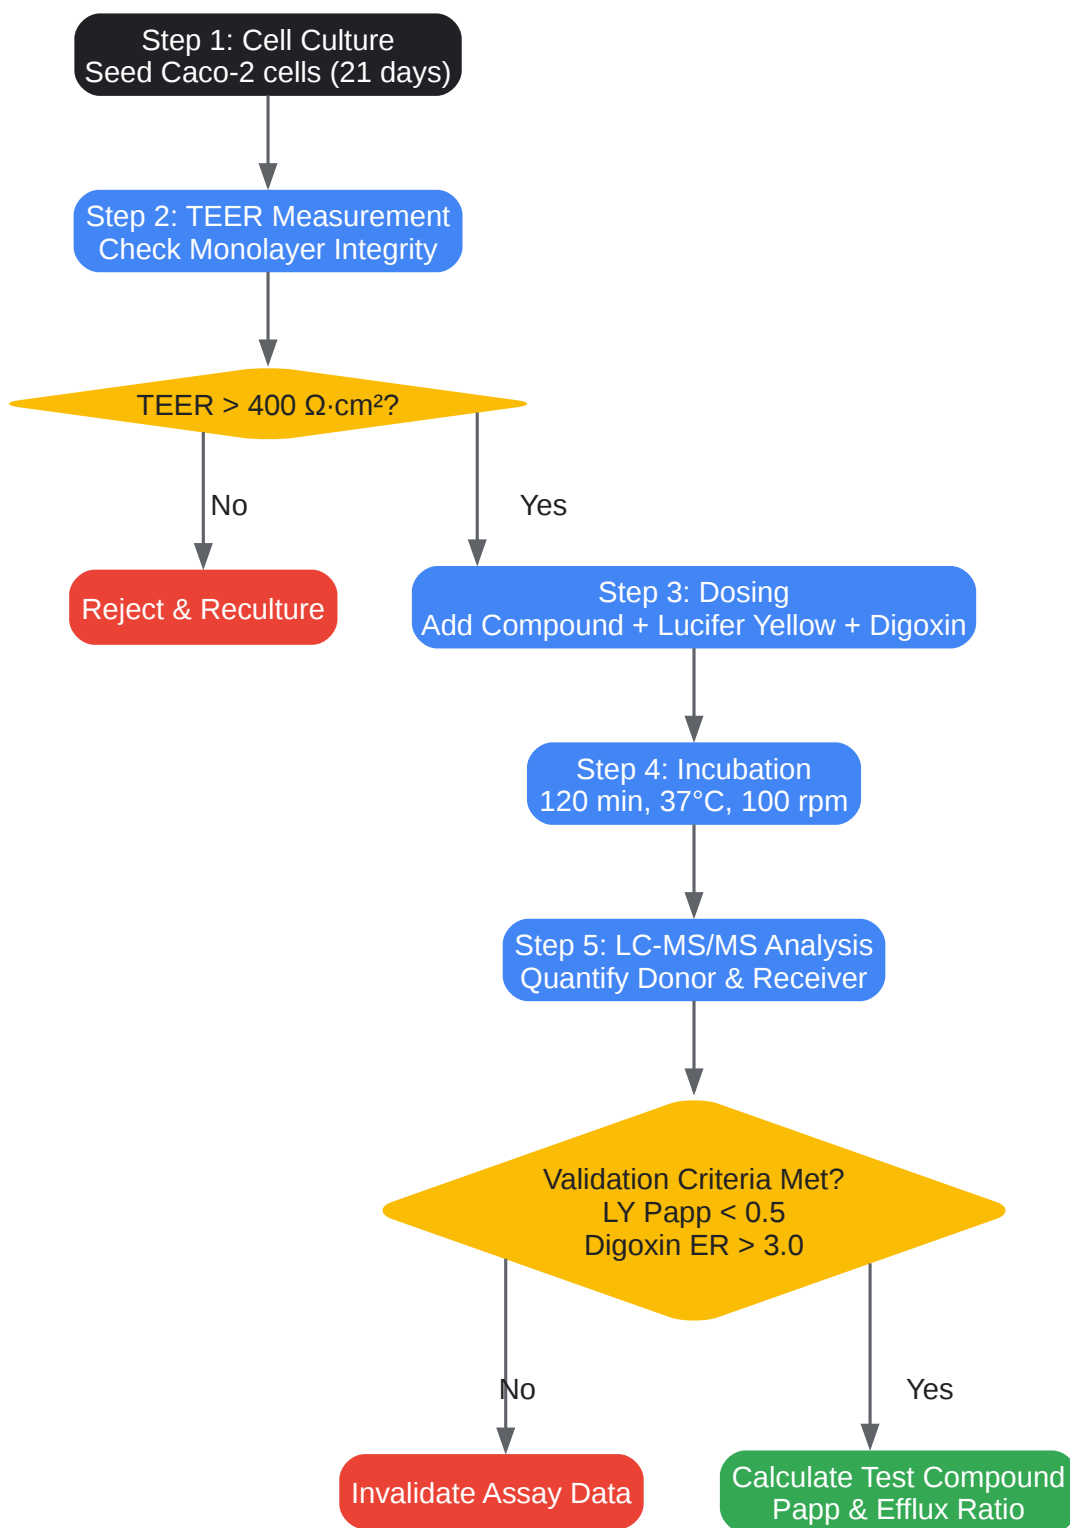 Step 1: Cell Culture
Seed Caco-2 cells (21 days)
Step 2: TEER Measurement
Check Monolayer Integrity
TEER > 400 Ω·cm²?
No
Yes
Reject & Reculture
Step 3: Dosing
Add Compound + Lucifer Yellow + Digoxin
Step 4: Incubation
120 min, 37°C, 100 rpm
Step 5: LC-MS/MS Analysis
Quantify Donor & Receiver
Validation Criteria Met?
LY Papp < 0.5
Digoxin ER > 3.0
No
Yes
Invalidate Assay Data
Calculate Test Compound
Papp & Efflux Ratio